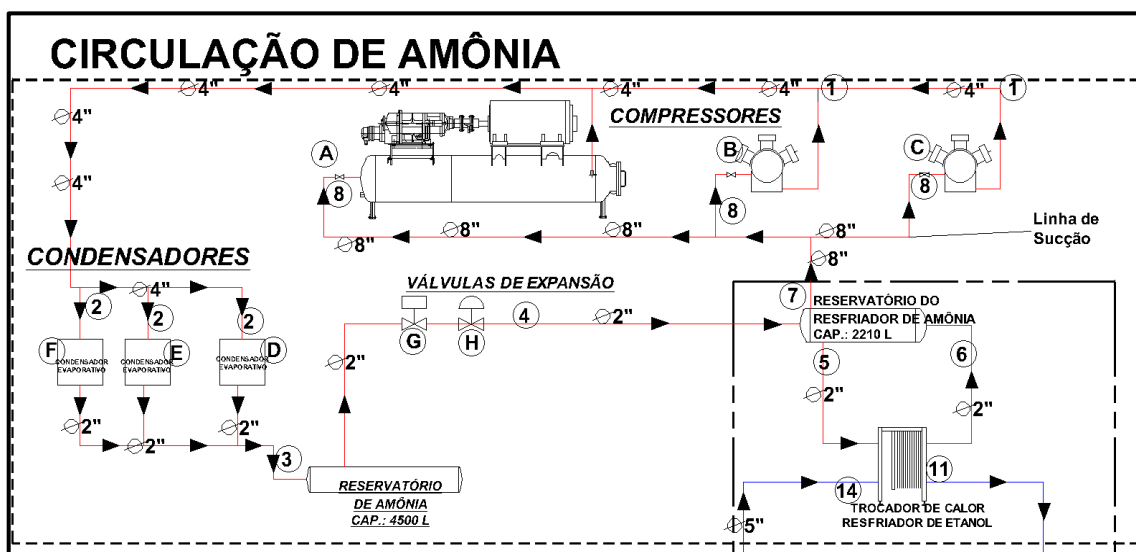 CIRCULAÇÃO DE AMÔNIA
4"
4"
4"
4"
4"
4"
1
1
4"
COMPRESSORES
A
B
C
4"
8
8
8
8"
8"
8"
8"
8"
Linha de
Sucção
CONDENSADORES
4"
2
2
2
VÁLVULAS DE EXPANSÃO
G
H
4
2"
7
RESERVATÓRIO DO
RESFRIADOR DE AMÔNIA
CAP.: 2210 L
F
E
D
CONDENSADOR
EVAPORATIVO
CONDENSADOR
EVAPORATIVO
CONDENSADOR
EVAPORATIVO
2"
5
6
2"
2"
2"
2"
2"
2"
3
RESERVATÓRIO
DE AMÔNIA
CAP.: 4500 L
14
11
TROCADOR DE CALOR
RESFRIADOR DE ETANOL
5"